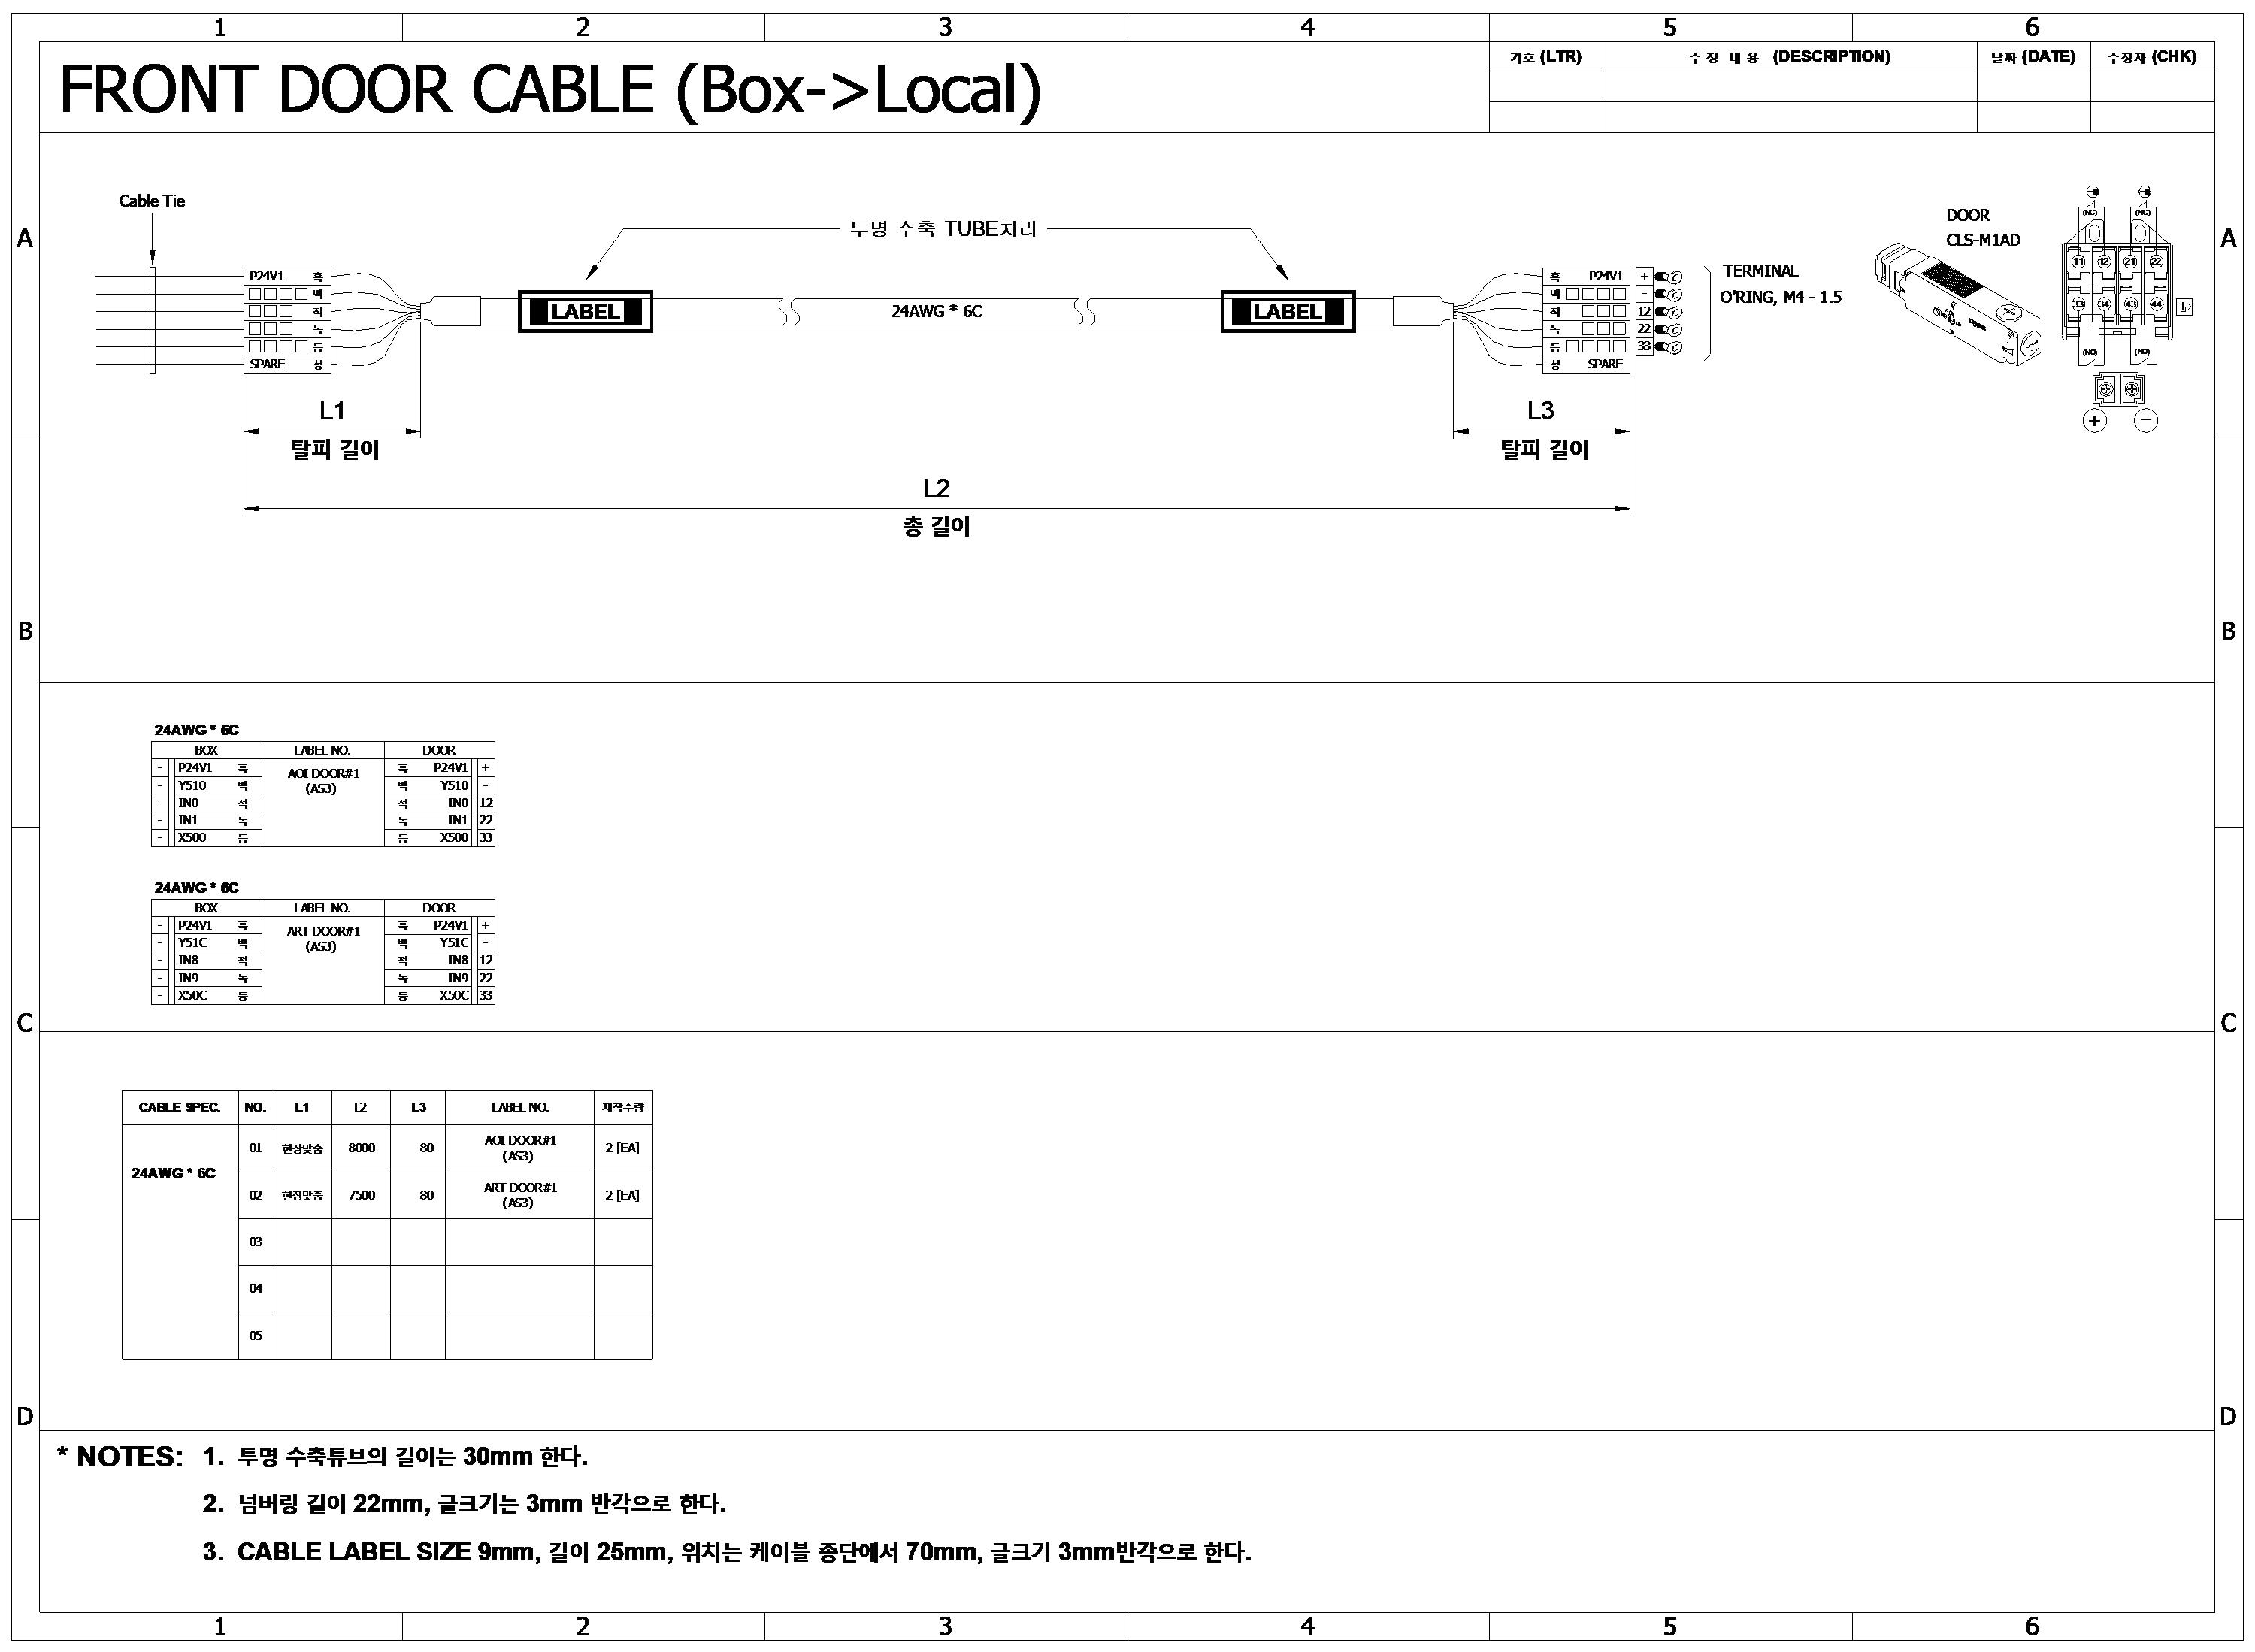 1 2 3 4 5 6
FRONT DOOR CABLE (Box->Local)
기호 (LTR) 수 정 내 용 (DESCRIPTION) 날짜 (DATE) 수정자 (CHK)
A A
Cable Tie
투명 수축 TUBE처리
P24V1 흑
백
적
녹
등
SPARE 청
LABEL
24AWG * 6C
LABEL
흑 P24V1 +
백 -
적 12
녹 22
등 33
청 SPARE
TERMINAL
O'RING, M4 - 1.5
DOOR
CLS-M1AD
(NC) (NC)
11 12 21 22
33 34 43 44
(NO) (NO)
+ −
L1
탈피 길이
L3
탈피 길이
L2
총 길이
B B
24AWG * 6C
BOX LABEL NO. DOOR
- P24V1 흑 AOI DOOR#1 흑 P24V1 +
- Y510 백 (AS3) 백 Y510 -
- IN0 적 적 IN0 12
- IN1 녹 녹 IN1 22
- X500 등 등 X500 33
24AWG * 6C
BOX LABEL NO. DOOR
- P24V1 흑 ART DOOR#1 흑 P24V1 +
- Y51C 백 (AS3) 백 Y51C -
- IN8 적 적 IN8 12
- IN9 녹 녹 IN9 22
- X50C 등 등 X50C 33
C C
CABLE SPEC. NO. L1 L2 L3 LABEL NO. 제작수량
24AWG * 6C
01 현장맞춤 8000 80 AOI DOOR#1 (AS3) 2 [EA]
02 현장맞춤 7500 80 ART DOOR#1 (AS3) 2 [EA]
03
04
05
D D
* NOTES: 1. 투명 수축튜브의 길이는 30mm 한다.
2. 넘버링 길이 22mm, 글크기는 3mm 반각으로 한다.
3. CABLE LABEL SIZE 9mm, 길이 25mm, 위치는 케이블 종단에서 70mm, 글크기 3mm반각으로 한다.
1 2 3 4 5 6